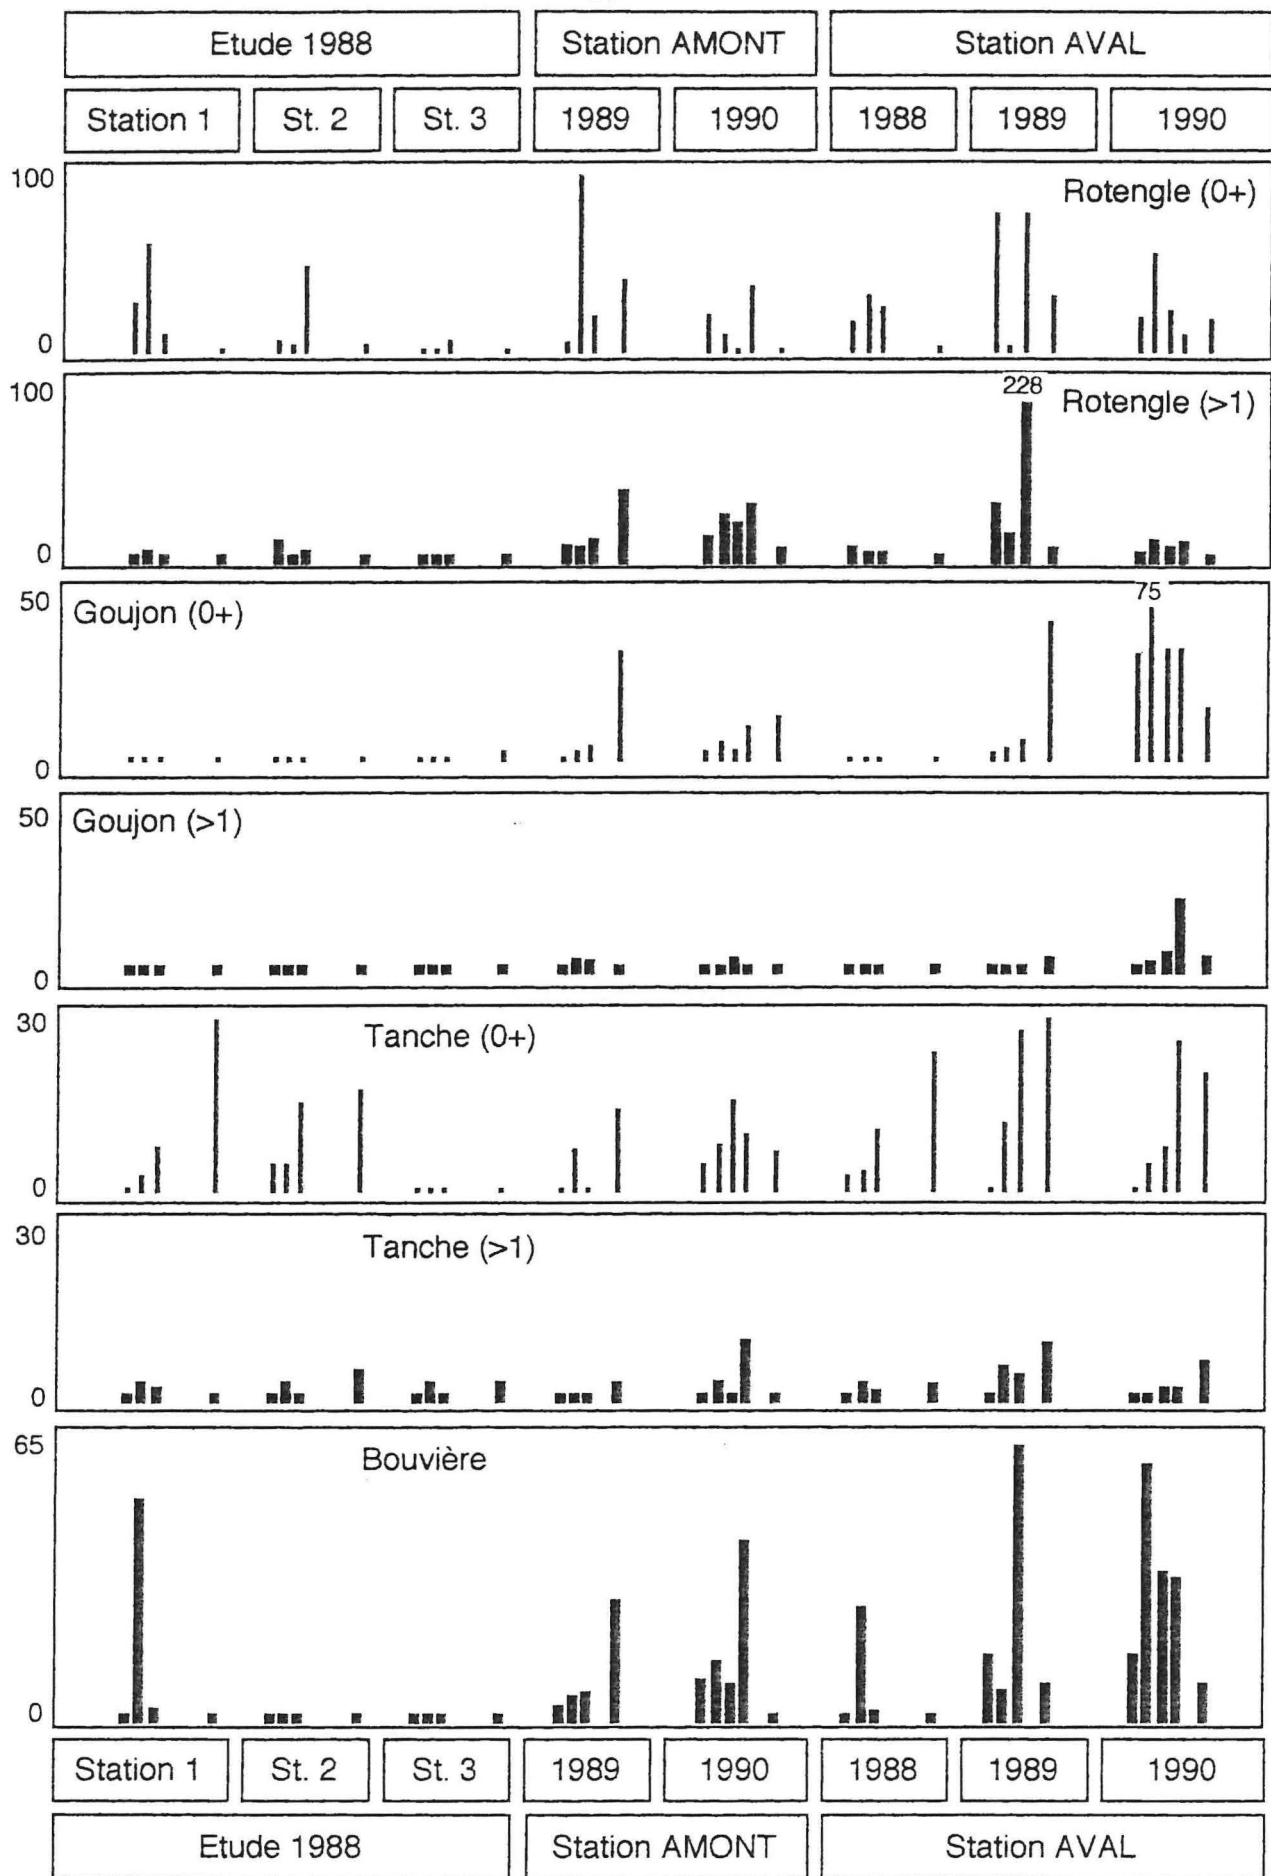 Etude 1988 Station AMONT Station AVAL
Station 1 St. 2 St. 3 1989 1990 1988 1989 1990
100
Rotengle (0+)
0
100
228
Rotengle (>1)
0
50
75
Goujon (0+)
0
50
Goujon (>1)
0
30
Tanche (0+)
0
30
Tanche (>1)
0
65
Bouvière
0
Station 1 St. 2 St. 3 1989 1990 1988 1989 1990
Etude 1988 Station AMONT Station AVAL